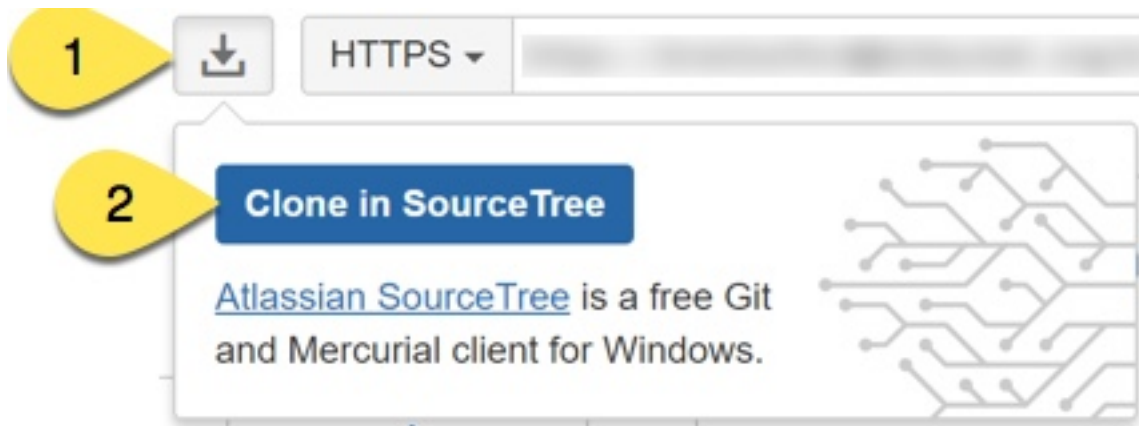 1
HTTPS
2
Clone in SourceTree
Atlassian SourceTree is a free Git
and Mercurial client for Windows.